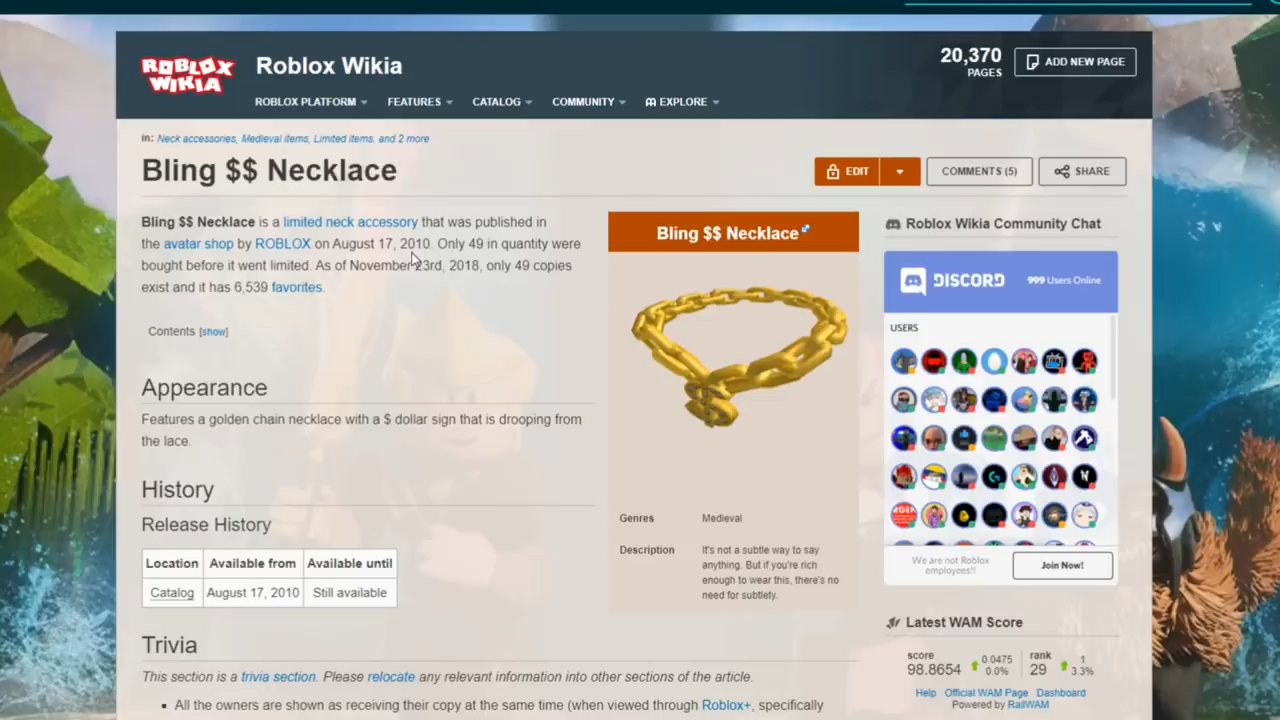 ROBLOX
WIKIA
Roblox Wikia
20,370
PAGES
ADD NEW PAGE
ROBLOX PLATFORM
FEATURES
CATALOG
COMMUNITY
EXPLORE
in: Neck accessories, Medieval items, Limited items, and 2 more
Bling $$ Necklace
EDIT
COMMENTS (5)
SHARE
Bling $$ Necklace is a limited neck accessory that was published in
the avatar shop by ROBLOX on August 17, 2010. Only 49 in quantity were
bought before it went limited. As of November 23rd, 2018, only 49 copies
exist and it has 6,539 favorites.
Contents [show]
Appearance
Features a golden chain necklace with a $ dollar sign that is drooping from
the lace.
History
Release History
Location Available from Available until
Catalog August 17, 2010 Still available
Trivia
This section is a trivia section. Please relocate any relevant information into other sections of the article.
All the owners are shown as receiving their copy at the same time (when viewed through Roblox+, specifically
Bling $$ Necklace
Genres Medieval
Description It's not a subtle way to say
anything. But if you're rich
enough to wear this, there's no
need for subtlety.
Roblox Wikia Community Chat
DISCORD 999 Users Online
USERS
We are not Roblox
employees!!
Join Now!
Latest WAM Score
score
98.8654
0.0475
0.0%
rank
29
1
3.3%
Help Official WAM Page Dashboard
Powered by RailWAM